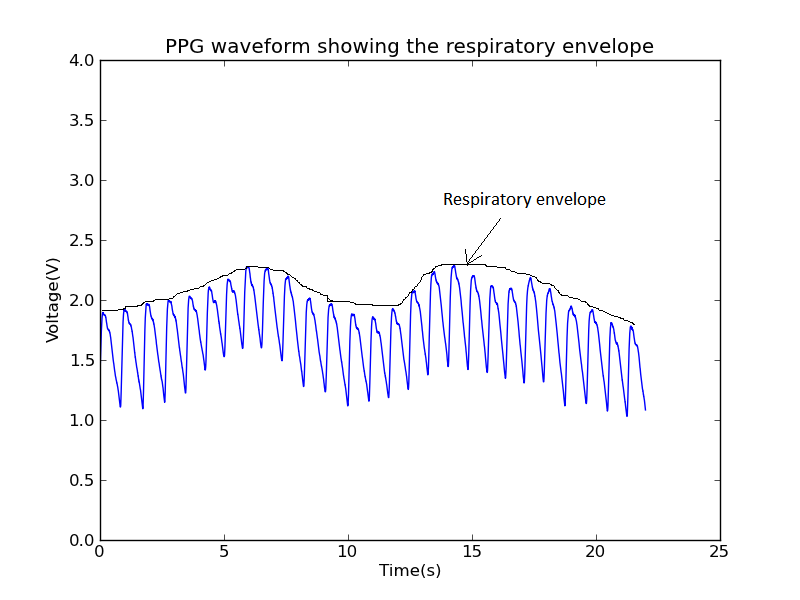 PPG waveform showing the respiratory envelope
4.0
3.5
3.0
Respiratory envelope
2.5
2.0
Voltage(V)
1.5
1.0
0.5
0.0
0 5 10 15 20 25
Time(s)